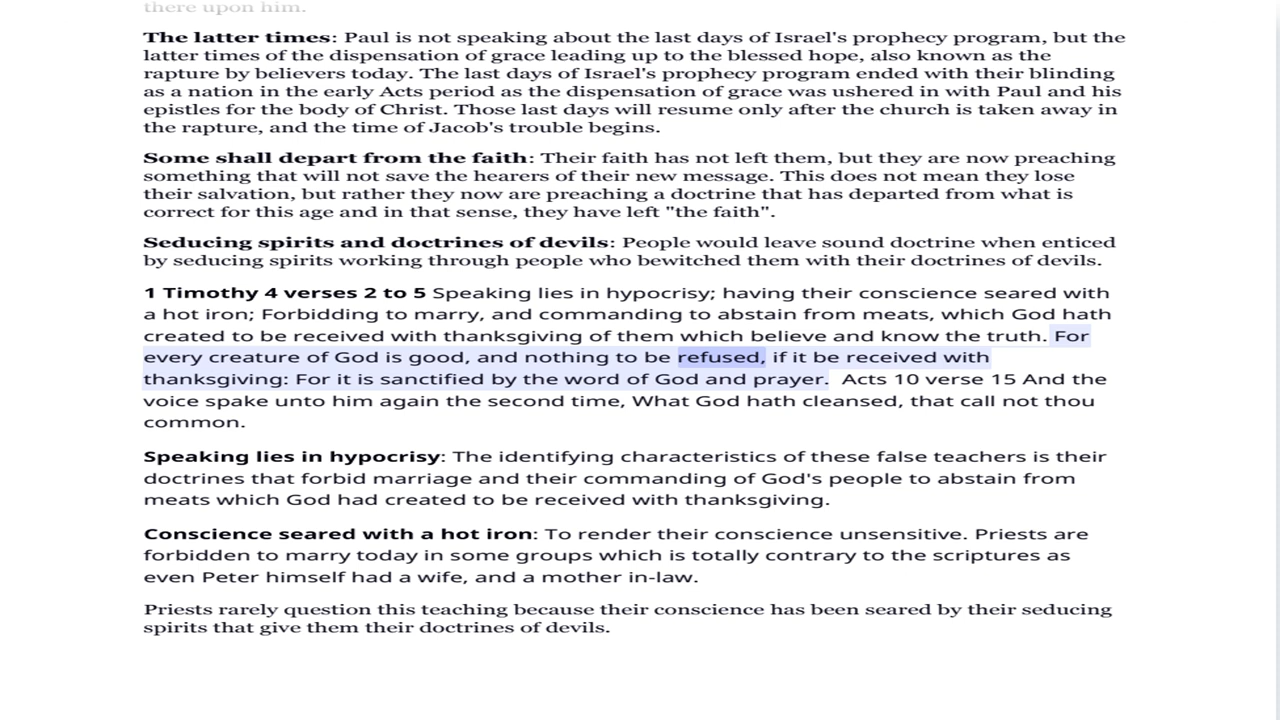 there upon him.
The latter times: Paul is not speaking about the last days of Israel's prophecy program, but the
latter times of the dispensation of grace leading up to the blessed hope, also known as the
rapture by believers today. The last days of Israel's prophecy program ended with their blinding
as a nation in the early Acts period as the dispensation of grace was ushered in with Paul and his
epistles for the body of Christ. Those last days will resume only after the church is taken away in
the rapture, and the time of Jacob's trouble begins.
Some shall depart from the faith: Their faith has not left them, but they are now preaching
something that will not save the hearers of their new message. This does not mean they lose
their salvation, but rather they now are preaching a doctrine that has departed from what is
correct for this age and in that sense, they have left "the faith".
Seducing spirits and doctrines of devils: People would leave sound doctrine when enticed
by seducing spirits working through people who bewitched them with their doctrines of devils.
1 Timothy 4 verses 2 to 5 Speaking lies in hypocrisy; having their conscience seared with
a hot iron; Forbidding to marry, and commanding to abstain from meats, which God hath
created to be received with thanksgiving of them which believe and know the truth. For
every creature of God is good, and nothing to be refused, if it be received with
thanksgiving: For it is sanctified by the word of God and prayer. Acts 10 verse 15 And the
voice spake unto him again the second time, What God hath cleansed, that call not thou
common.
Speaking lies in hypocrisy: The identifying characteristics of these false teachers is their
doctrines that forbid marriage and their commanding of God's people to abstain from
meats which God had created to be received with thanksgiving.
Conscience seared with a hot iron: To render their conscience unsensitive. Priests are
forbidden to marry today in some groups which is totally contrary to the scriptures as
even Peter himself had a wife, and a mother in-law.
Priests rarely question this teaching because their conscience has been seared by their seducing
spirits that give them their doctrines of devils.